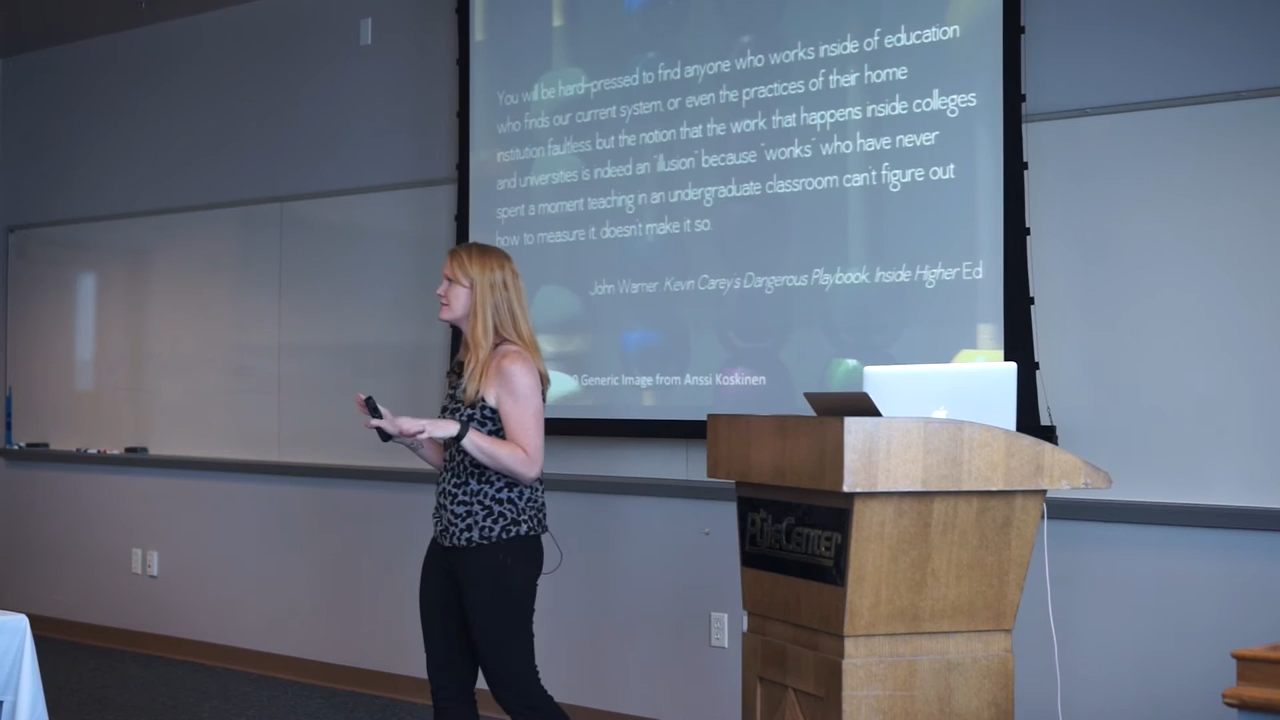 You will be hard-pressed to find anyone who works inside of education
who finds our current system, or even the practices of their home
institution faultless, but the notion that the work that happens inside colleges
and universities is indeed an "illusion" because "wonks" who have never
spent a moment teaching in an undergraduate classroom can't figure out
how to measure it, doesn't make it so.
John Warner, Kevin Carey's Dangerous Playbook, Inside Higher Ed
Generic Image from Anssi Koskinen
PyleCenter